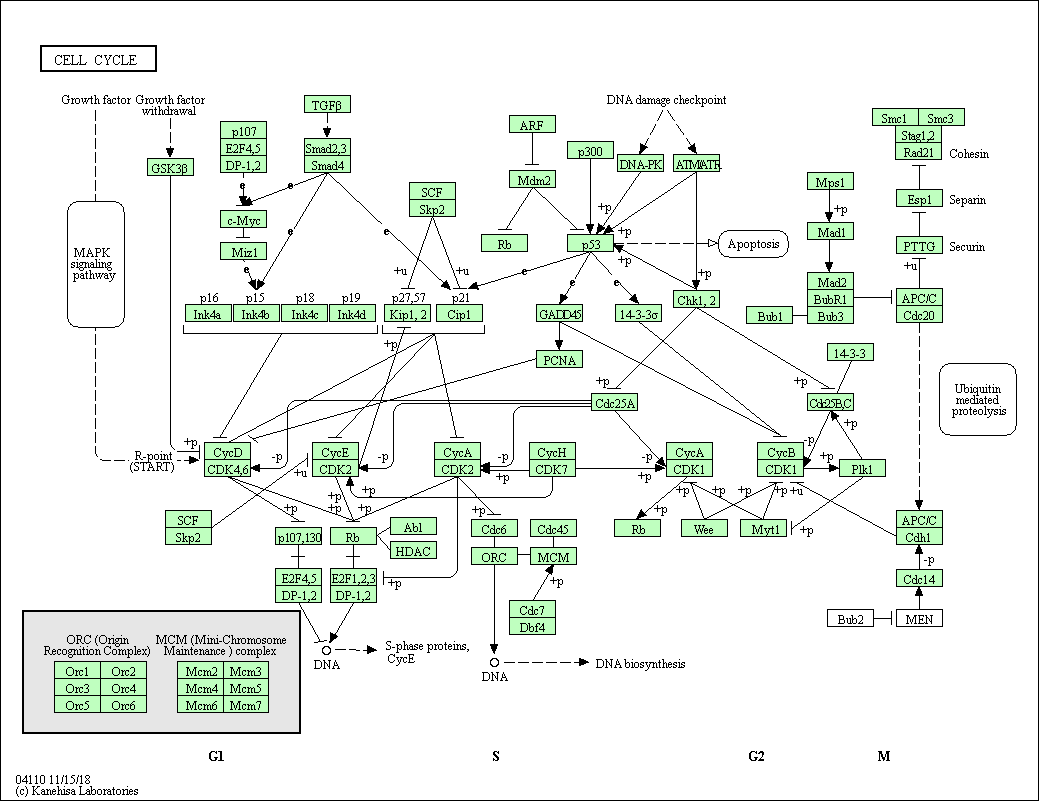 CELL CYCLE
Growth factor
Growth factor
withdrawal
TGFβ
DNA damage checkpoint
Smc1
Smc3
ARF
p107
E2F4,5
DP-1,2
Stag1,2
Rad21
Cohesin
p300
Smad2,3
Smad4
GSK3β
DNA-PK
ATM/ATR
Mdm2
Mps1
e
e
+p
SCF
Skp2
Esp1
Separin
c-Myc
+p
Mad1
MAPK
signaling
pathway
e
e
Rb
p53
+p
Apoptosis
Miz1
PTTG
Securin
+u
+u
e
+p
+u
Mad2
BubR1
Bub3
e
e
p16
p15
p18
p19
p27,57
p21
Chk1, 2
APC/C
Cdc20
Ink4a
Ink4b
Ink4c
Ink4d
Kip1, 2
Cip1
GADD45
14-3-3σ
Bub1
+p
PCNA
14-3-3
+p
+p
Ubiquitin
mediated
proteolysis
Cdc25A
Cdc25B,C
+p
+p
-p
R-point
(START)
CycD
CDK4,6
-p
CycE
CDK2
-p
CycA
CDK2
-p
CycH
CDK7
CycA
CDK1
CycB
CDK1
Plk1
+u
+p
+p
+p
+p
+p
+p
+p
+p
+p
+p
+u
+p
+p
SCF
Skp2
APC/C
Cdh1
Abl
Cdc6
Cdc45
Rb
Wee
Myt1
+p
p107,130
Rb
HDAC
ORC
MCM
-p
E2F4,5
DP-1,2
E2F1,2,3
DP-1,2
+p
+p
Cdc14
Cdc7
Dbf4
Bub2
MEN
ORC (Origin
Recognition Complex)
MCM (Mini-Chromosome
Maintenance ) complex
DNA
S-phase proteins,
CycE
DNA
DNA biosynthesis
Orc1
Orc2
Mcm2
Mcm3
Orc3
Orc4
Mcm4
Mcm5
Orc5
Orc6
Mcm6
Mcm7
G1
S
G2
M
04110 11/15/18
(c) Kanehisa Laboratories